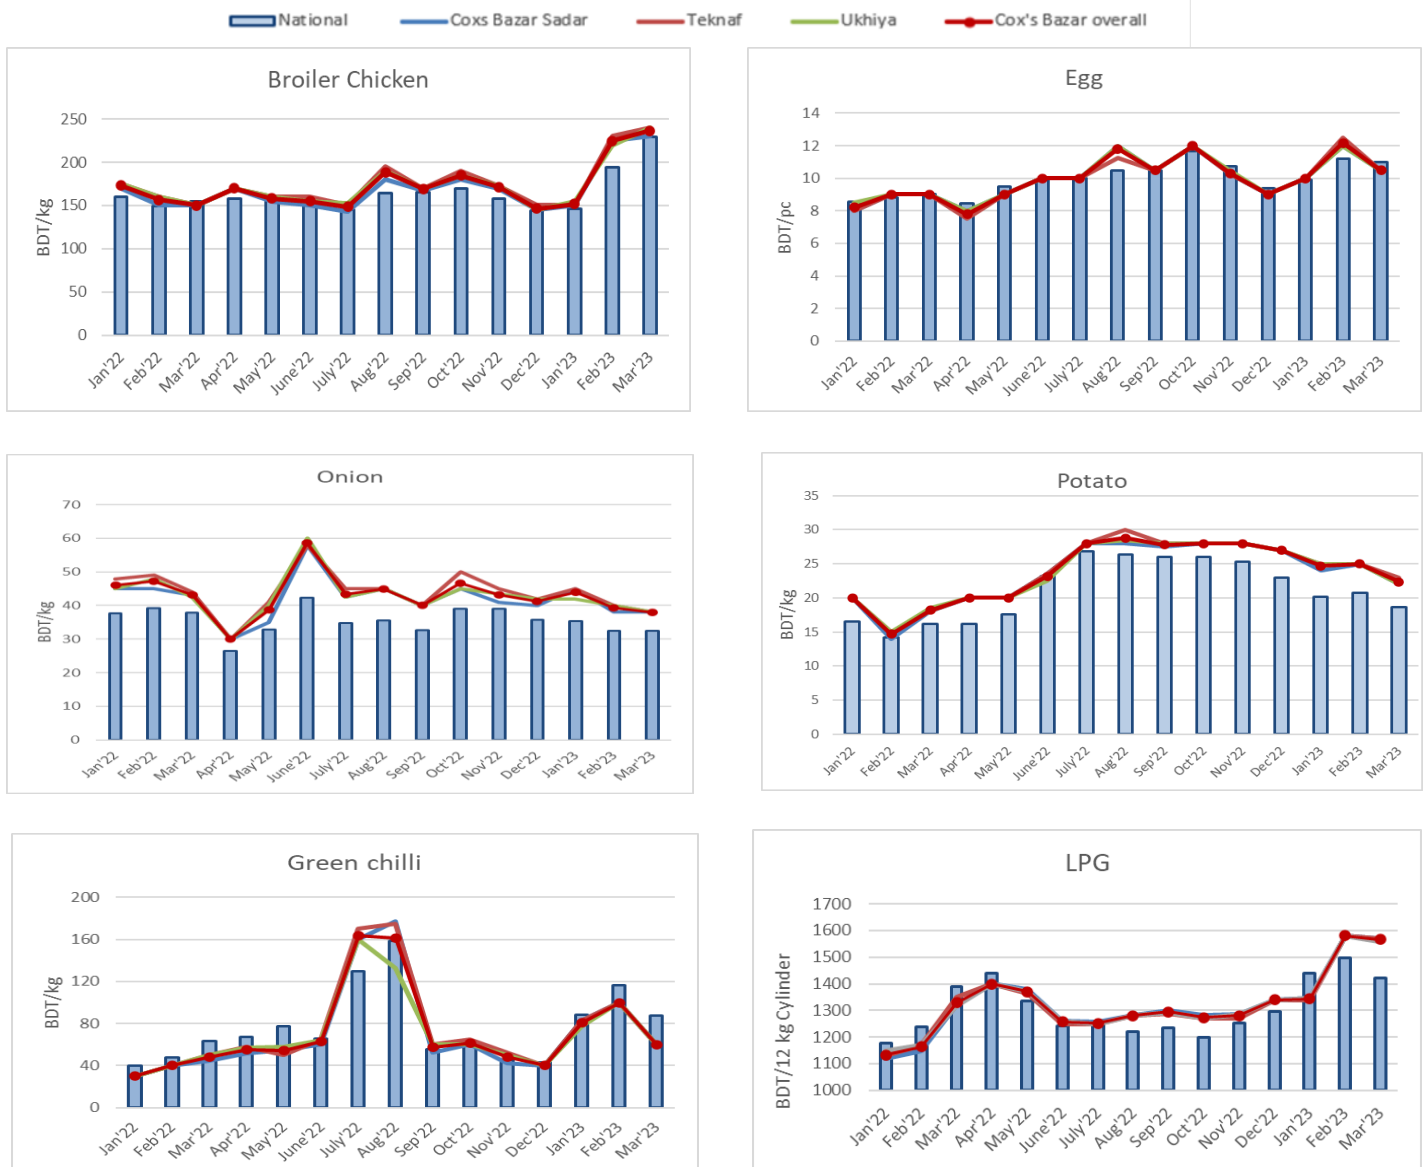 National Coxs Bazar Sadar Teknaf Ukhiya Cox's Bazar overall
Broiler Chicken
BDT/kg
250
200
150
100
50
0
Jan'22 Feb'22 Mar'22 Apr'22 May'22 June'22 July'22 Aug'22 Sep'22 Oct'22 Nov'22 Dec'22 Jan'23 Feb'23 Mar'23
Egg
BDT/pc
14
12
10
8
6
4
2
0
Jan'22 Feb'22 Mar'22 Apr'22 May'22 June'22 July'22 Aug'22 Sep'22 Oct'22 Nov'22 Dec'22 Jan'23 Feb'23 Mar'23
Onion
BDT/kg
70
60
50
40
30
20
10
0
Jan'22 Feb'22 Mar'22 Apr'22 May'22 June'22 July'22 Aug'22 Sep'22 Oct'22 Nov'22 Dec'22 Jan'23 Feb'23 Mar'23
Potato
BDT/kg
35
30
25
20
15
10
5
0
Jan'22 Feb'22 Mar'22 Apr'22 May'22 June'22 July'22 Aug'22 Sep'22 Oct'22 Nov'22 Dec'22 Jan'23 Feb'23 Mar'23
Green chilli
BDT/kg
200
160
120
80
40
0
Jan'22 Feb'22 Mar'22 Apr'22 May'22 June'22 July'22 Aug'22 Sep'22 Oct'22 Nov'22 Dec'22 Jan'23 Feb'23 Mar'23
LPG
BDT/12 kg Cylinder
1700
1600
1500
1400
1300
1200
1100
1000
Jan'22 Feb'22 Mar'22 Apr'22 May'22 June'22 July'22 Aug'22 Sep'22 Oct'22 Nov'22 Dec'22 Jan'23 Feb'23 Mar'23